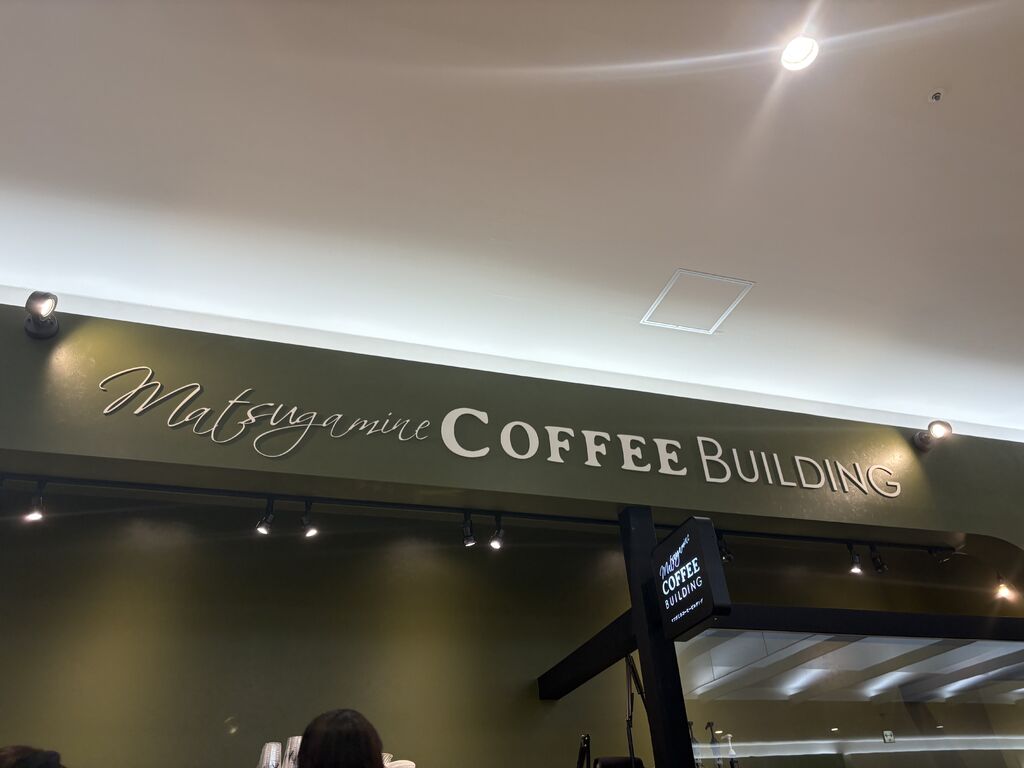 Matsugamine COFFEE BUILDING
Matsugamine
COFFEE
BUILDING